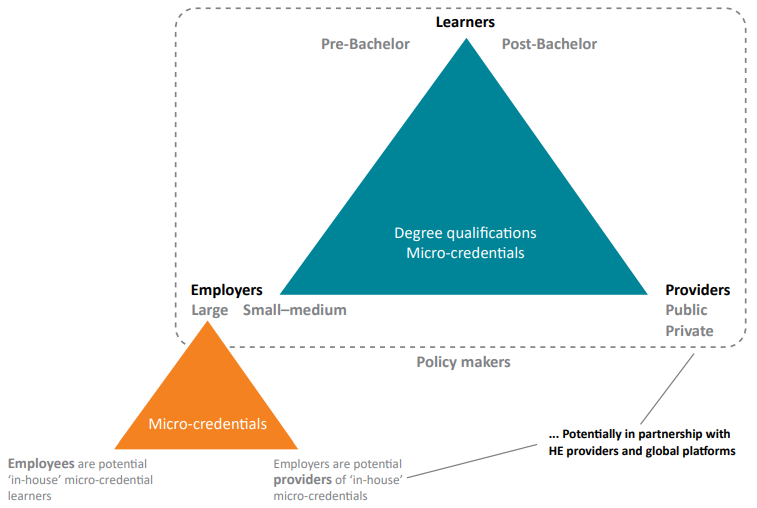 Learners
Pre-Bachelor
Post-Bachelor
Degree qualifications
Micro-credentials
Employers
Large
Small–medium
Providers
Public
Private
Policy makers
Micro-credentials
Employees are potential
‘in-house’ micro-credential
learners
Employers are potential
providers of ‘in-house’
micro-credentials
... Potentially in partnership with
HE providers and global platforms